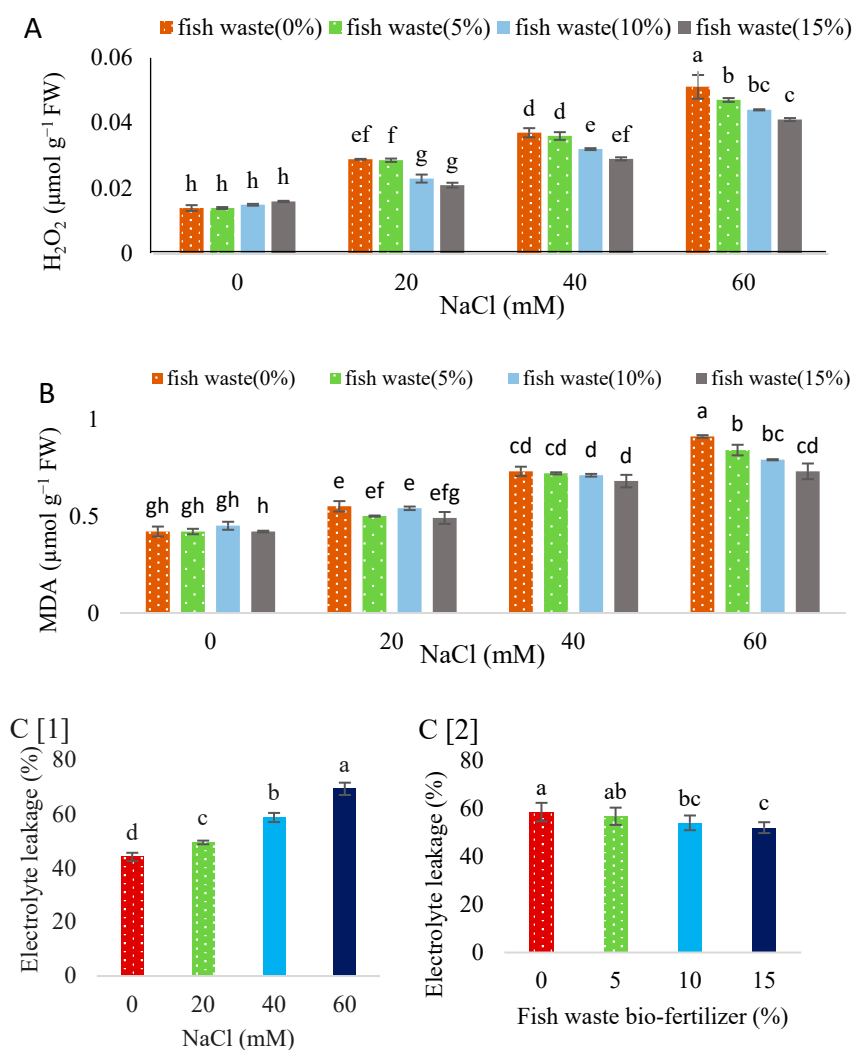 A
fish waste(0%) fish waste(5%) fish waste(10%) fish waste(15%)
H₂O₂ (µmol g⁻¹ FW)
0.06
0.04
0.02
0
h h h h
ef f g g
d d e ef
a b bc c
0 20 40 60
NaCl (mM)
B
fish waste(0%) fish waste(5%) fish waste(10%) fish waste(15%)
MDA (µmol g⁻¹ FW)
1
0.5
0
gh gh gh h
e ef e efg
cd cd d d
a b bc cd
0 20 40 60
NaCl (mM)
C [1]
Electrolyte leakage (%)
80
60
40
20
0
d c b a
0 20 40 60
NaCl (mM)
C [2]
Electrolyte leakage (%)
80
60
40
20
0
a ab bc c
0 5 10 15
Fish waste bio-fertilizer (%)